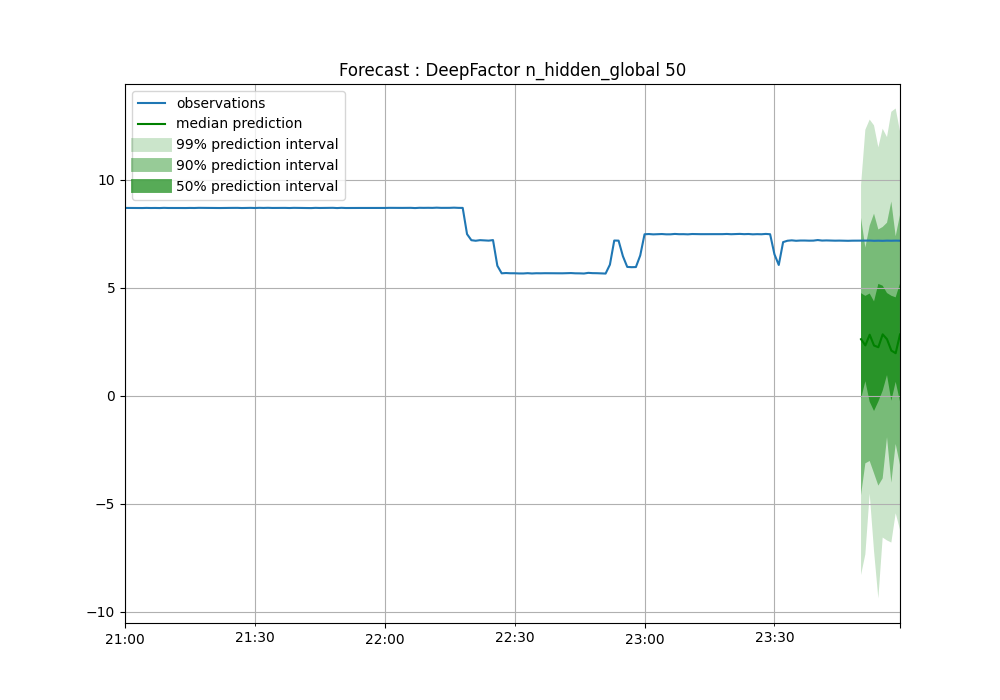 Forecast : DeepFactor n_hidden_global 50
observations
median prediction
99% prediction interval
90% prediction interval
50% prediction interval
10
5
0
−5
−10
21:00
21:30
22:00
22:30
23:00
23:30